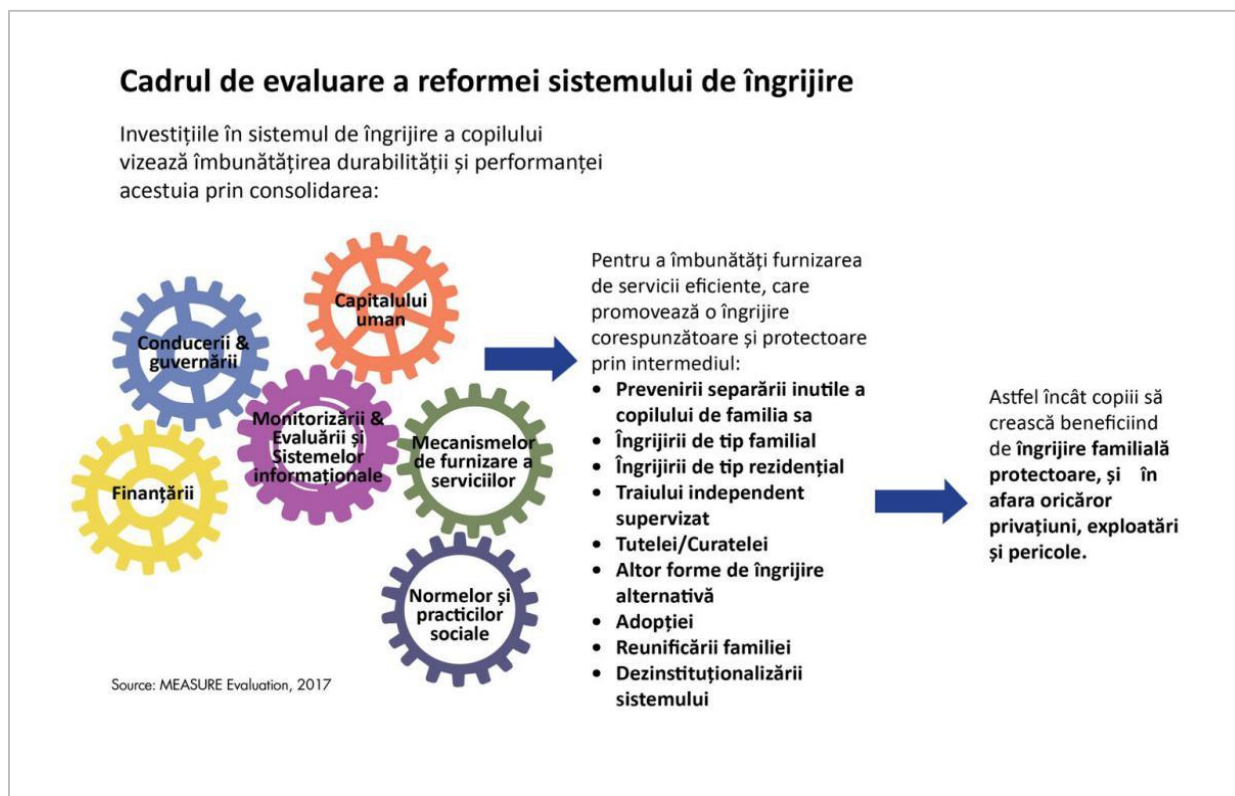 Cadrul de evaluare a reformei sistemului de îngrijire
Investițiile în sistemul de îngrijire a copilului
vizează îmbunătățirea durabilității și performanței
acestuia prin consolidarea:
Capitalului
uman
Conducerii &
guvernării
Monitorizării &
Evaluării și
Sistemelor
informaționale
Mecanismelor
de furnizare a
serviciilor
Finanțării
Normelor și
practicilor
sociale
Source: MEASURE Evaluation, 2017
Pentru a îmbunătăți furnizarea
de servicii eficiente, care
promovează o îngrijire
corespunzătoare și protectoare
prin intermediul:
• Prevenirii separării inutile a
copilului de familia sa
• Îngrijirii de tip familial
• Îngrijirii de tip rezidențial
• Traiului independent
supervizat
• Tutelei/Curatelei
• Altor forme de îngrijire
alternativă
• Adopției
• Reunificării familiei
• Dezinstituționalizării
sistemului
Astfel încât copiii să
crească beneficiind
de îngrijire familială
protectoare, și în
afara oricăror
privațiuni, exploatări
și pericole.